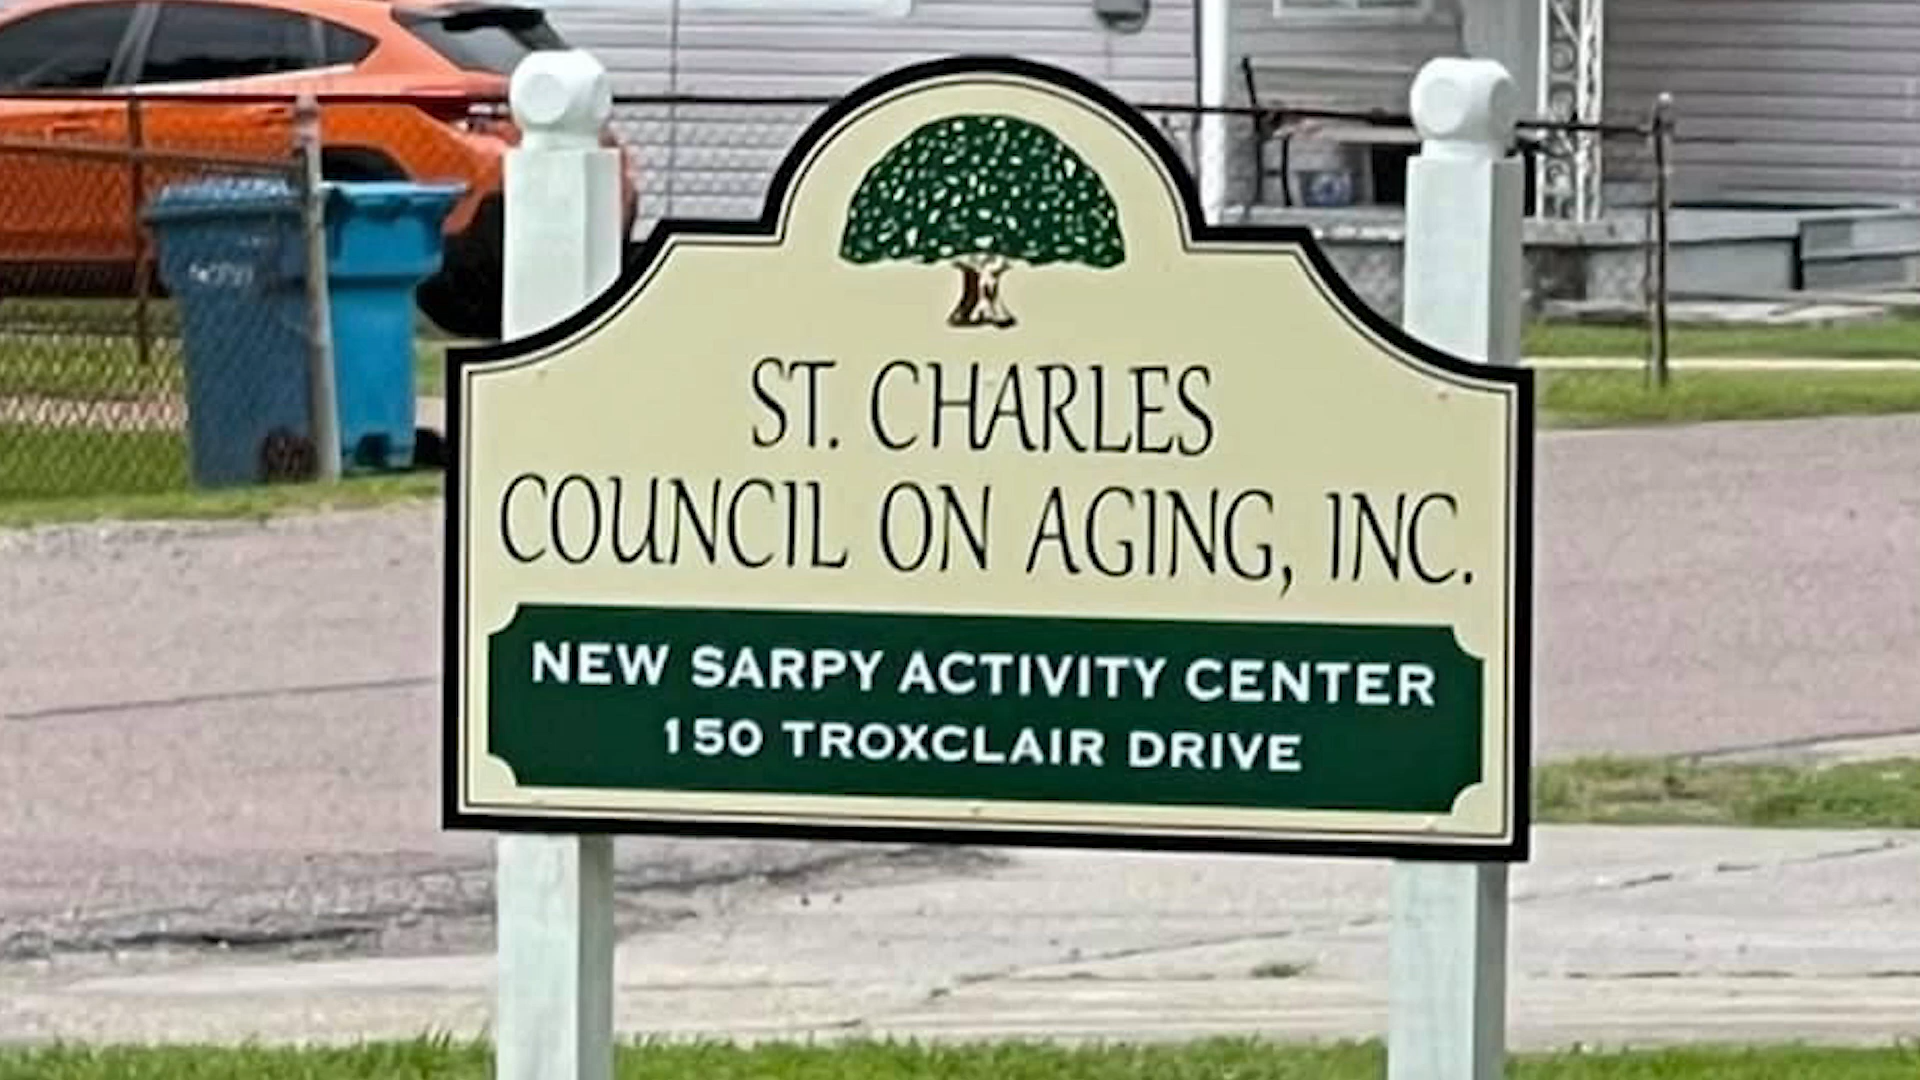 ST. CHARLES
COUNCIL ON AGING, INC.
NEW SARPY ACTIVITY CENTER
150 TROXCLAIR DRIVE